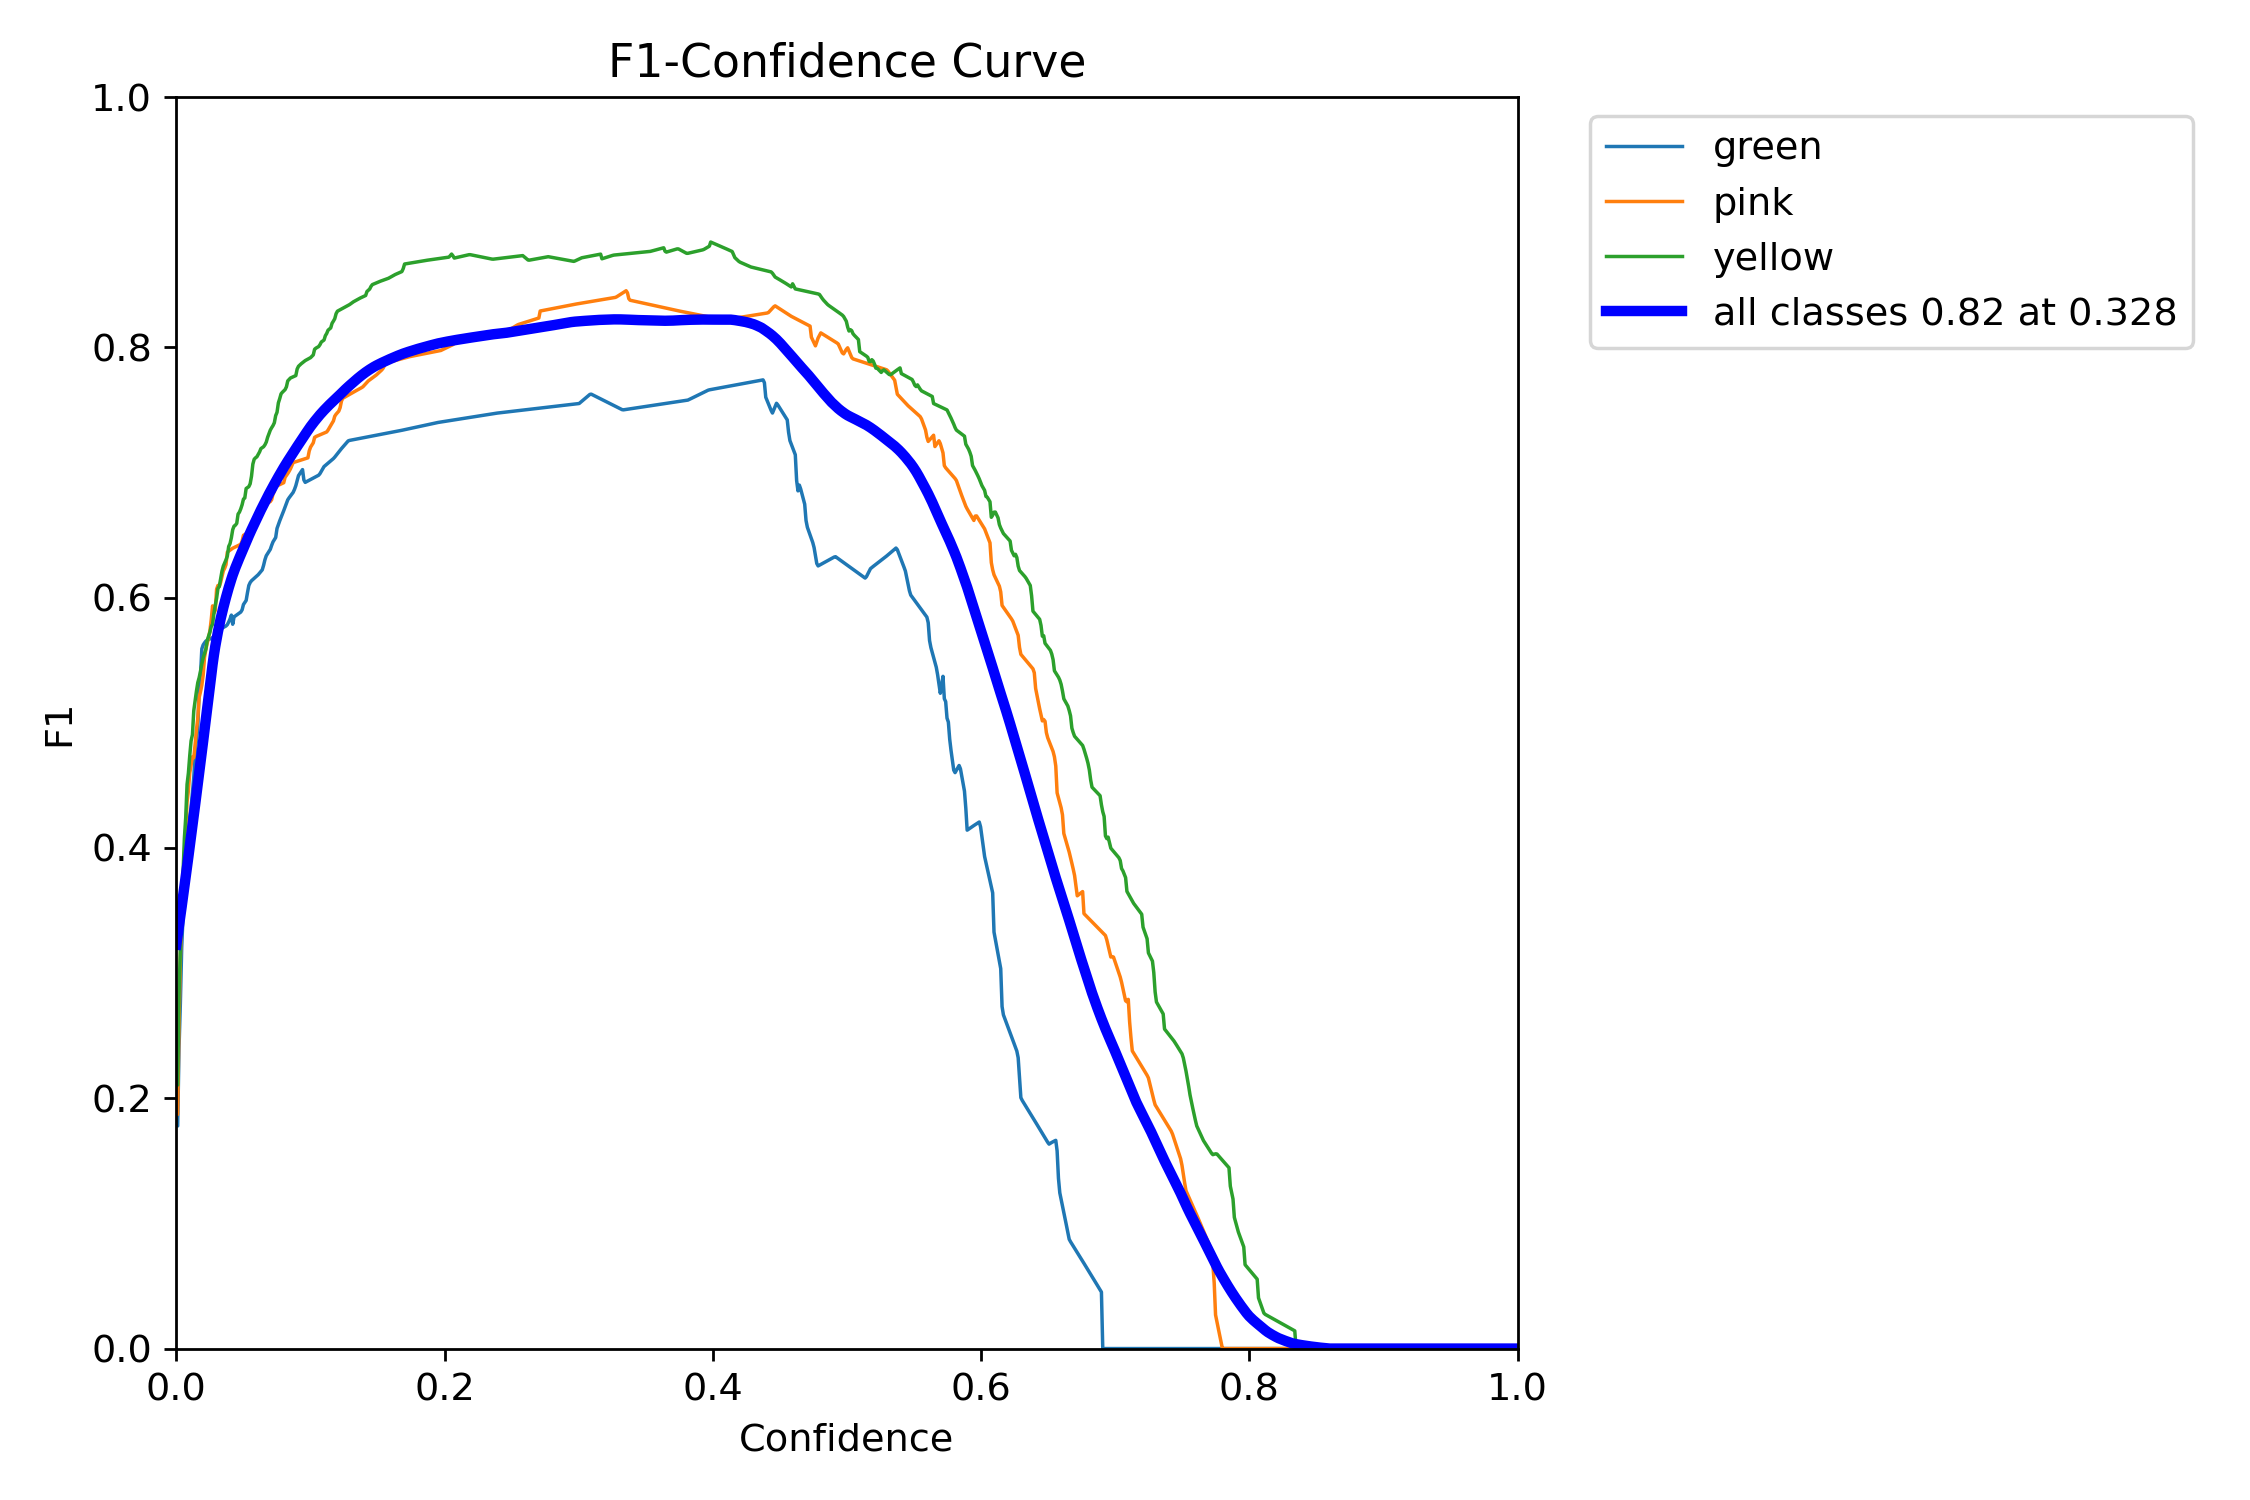 F1-Confidence Curve
1.0
0.8
0.6
0.4
0.2
0.0
F1
0.0 0.2 0.4 0.6 0.8 1.0
Confidence
green
pink
yellow
all classes 0.82 at 0.328